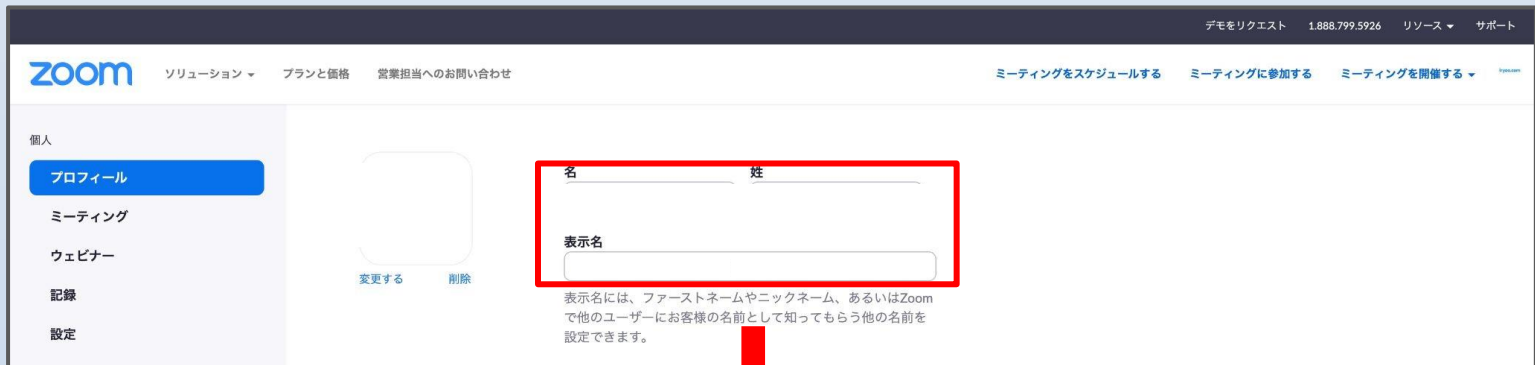 デモをリクエスト 1.888.799.5926 リソース サポート
zoom ソリューション プランと価格 営業担当へのお問い合わせ ミーティングをスケジュールする ミーティングに参加する ミーティングを開催する
個人
プロフィール
ミーティング
ウェビナー
記録
設定
変更する 削除
名 姓
表示名
表示名には、ファーストネームやニックネーム、あるいはZoom
で他のユーザーにお客様の名前として知ってもらう他の名前を
設定できます。